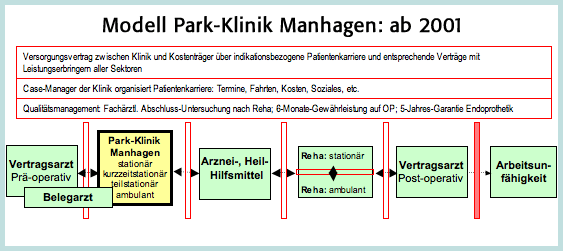 Modell Park-Klinik Manhagen: ab 2001
Versorgungsvertrag zwischen Klinik und Kostenträger über indikationsbezogene Patientenkarriere und entsprechende Verträge mit
Leistungserbringern aller Sektoren
Case-Manager der Klinik organisiert Patientenkarriere: Termine, Fahrten, Kosten, Soziales, etc.
Qualitätsmanagement: Fachärztl. Abschluss-Untersuchung nach Reha; 6-Monate-Gewährleistung auf OP; 5-Jahres-Garantie Endoprothetik
Vertragsarzt
Prä-operativ
Belegarzt
Park-Klinik
Manhagen
stationär
kurzzeitstationär
teilstationär
ambulant
Arznei-, Heil-
Hilfsmittel
Reha: stationär
Reha: ambulant
Vertragsarzt
Post-operativ
Arbeitsun-
fähigkeit